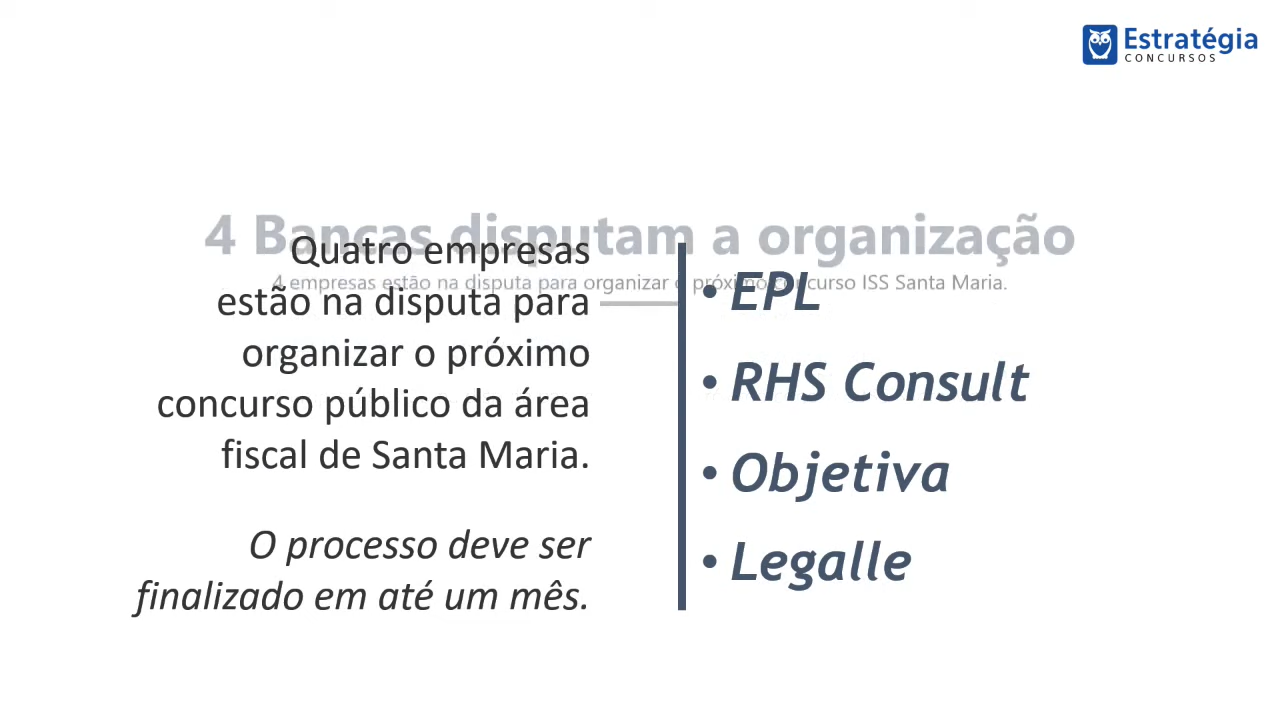 Estratégia
CONCURSOS
4 Bancas disputam a organização
4 empresas estão na disputa para organizar o próximo concurso ISS Santa Maria.
Quatro empresas
estão na disputa para
organizar o próximo
concurso público da área
fiscal de Santa Maria.
O processo deve ser
finalizado em até um mês.
• EPL
• RHS Consult
• Objetiva
• Legalle